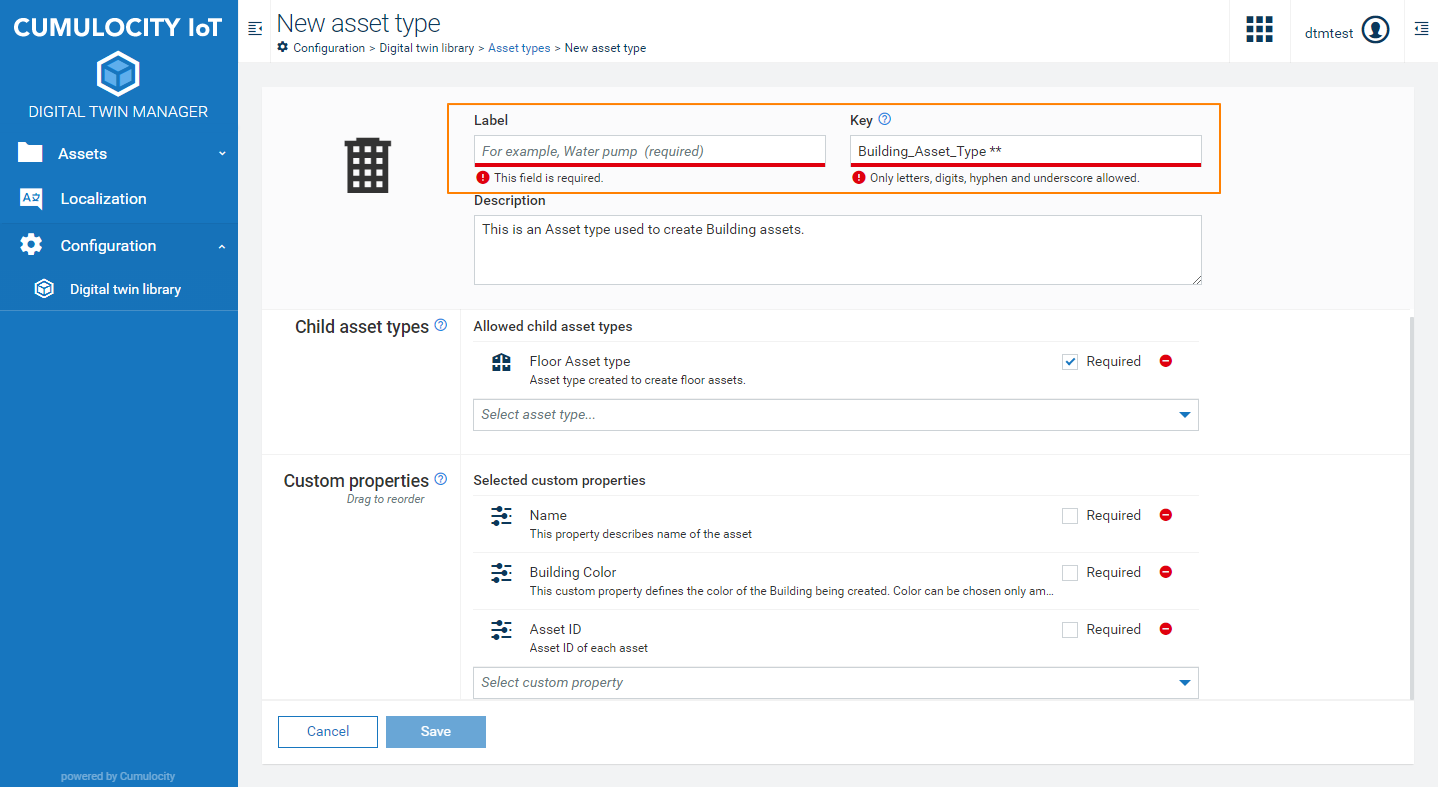 CUMULOCITY IoT
DIGITAL TWIN MANAGER
Assets
Localization
Configuration
Digital twin library
powered by Cumulocity
New asset type
Configuration > Digital twin library > Asset types > New asset type
dtmtest
Label
Key
For example, Water pump (required)
Building_Asset_Type **
This field is required.
Only letters, digits, hyphen and underscore allowed.
Description
This is an Asset type used to create Building assets.
Child asset types
Allowed child asset types
Floor Asset type
Required
Asset type created to create floor assets.
Select asset type...
Custom properties
Drag to reorder
Selected custom properties
Name
Required
This property describes name of the asset
Building Color
Required
This custom property defines the color of the Building being created. Color can be chosen only am...
Asset ID
Required
Asset ID of each asset
Select custom property
Cancel
Save